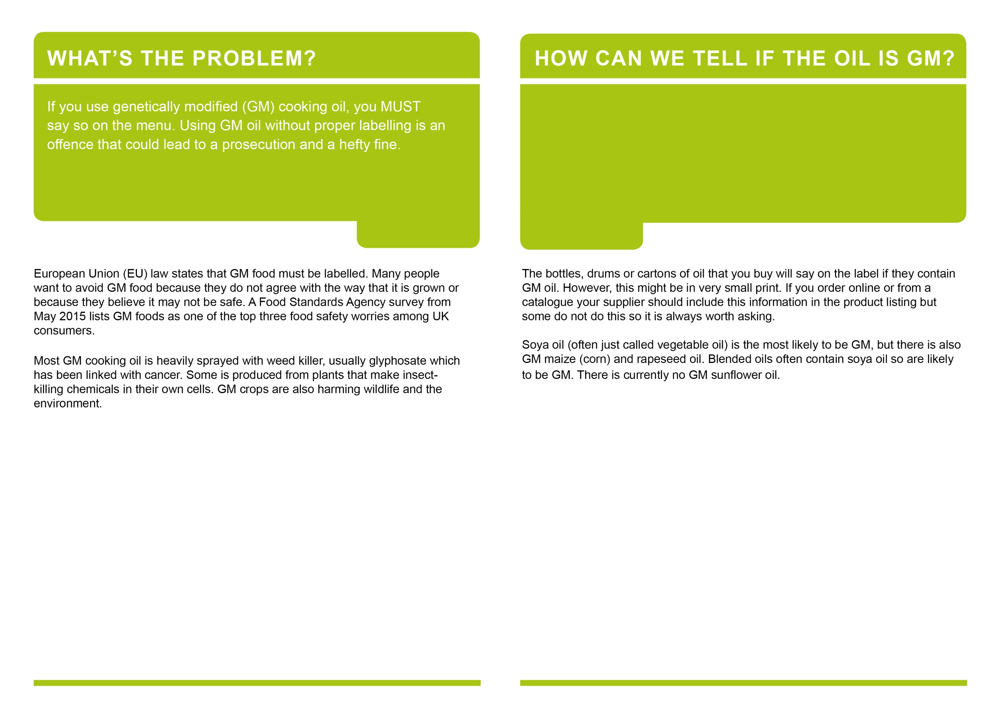 WHAT’S THE PROBLEM?
If you use genetically modified (GM) cooking oil, you MUST
say so on the menu. Using GM oil without proper labelling is an
offence that could lead to a prosecution and a hefty fine.
European Union (EU) law states that GM food must be labelled. Many people
want to avoid GM food because they do not agree with the way that it is grown or
because they believe it may not be safe. A Food Standards Agency survey from
May 2015 lists GM foods as one of the top three food safety worries among UK
consumers.
Most GM cooking oil is heavily sprayed with weed killer, usually glyphosate which
has been linked with cancer. Some is produced from plants that make insect-
killing chemicals in their own cells. GM crops are also harming wildlife and the
environment.
HOW CAN WE TELL IF THE OIL IS GM?
The bottles, drums or cartons of oil that you buy will say on the label if they contain
GM oil. However, this might be in very small print. If you order online or from a
catalogue your supplier should include this information in the product listing but
some do not do this so it is always worth asking.
Soya oil (often just called vegetable oil) is the most likely to be GM, but there is also
GM maize (corn) and rapeseed oil. Blended oils often contain soya oil so are likely
to be GM. There is currently no GM sunflower oil.